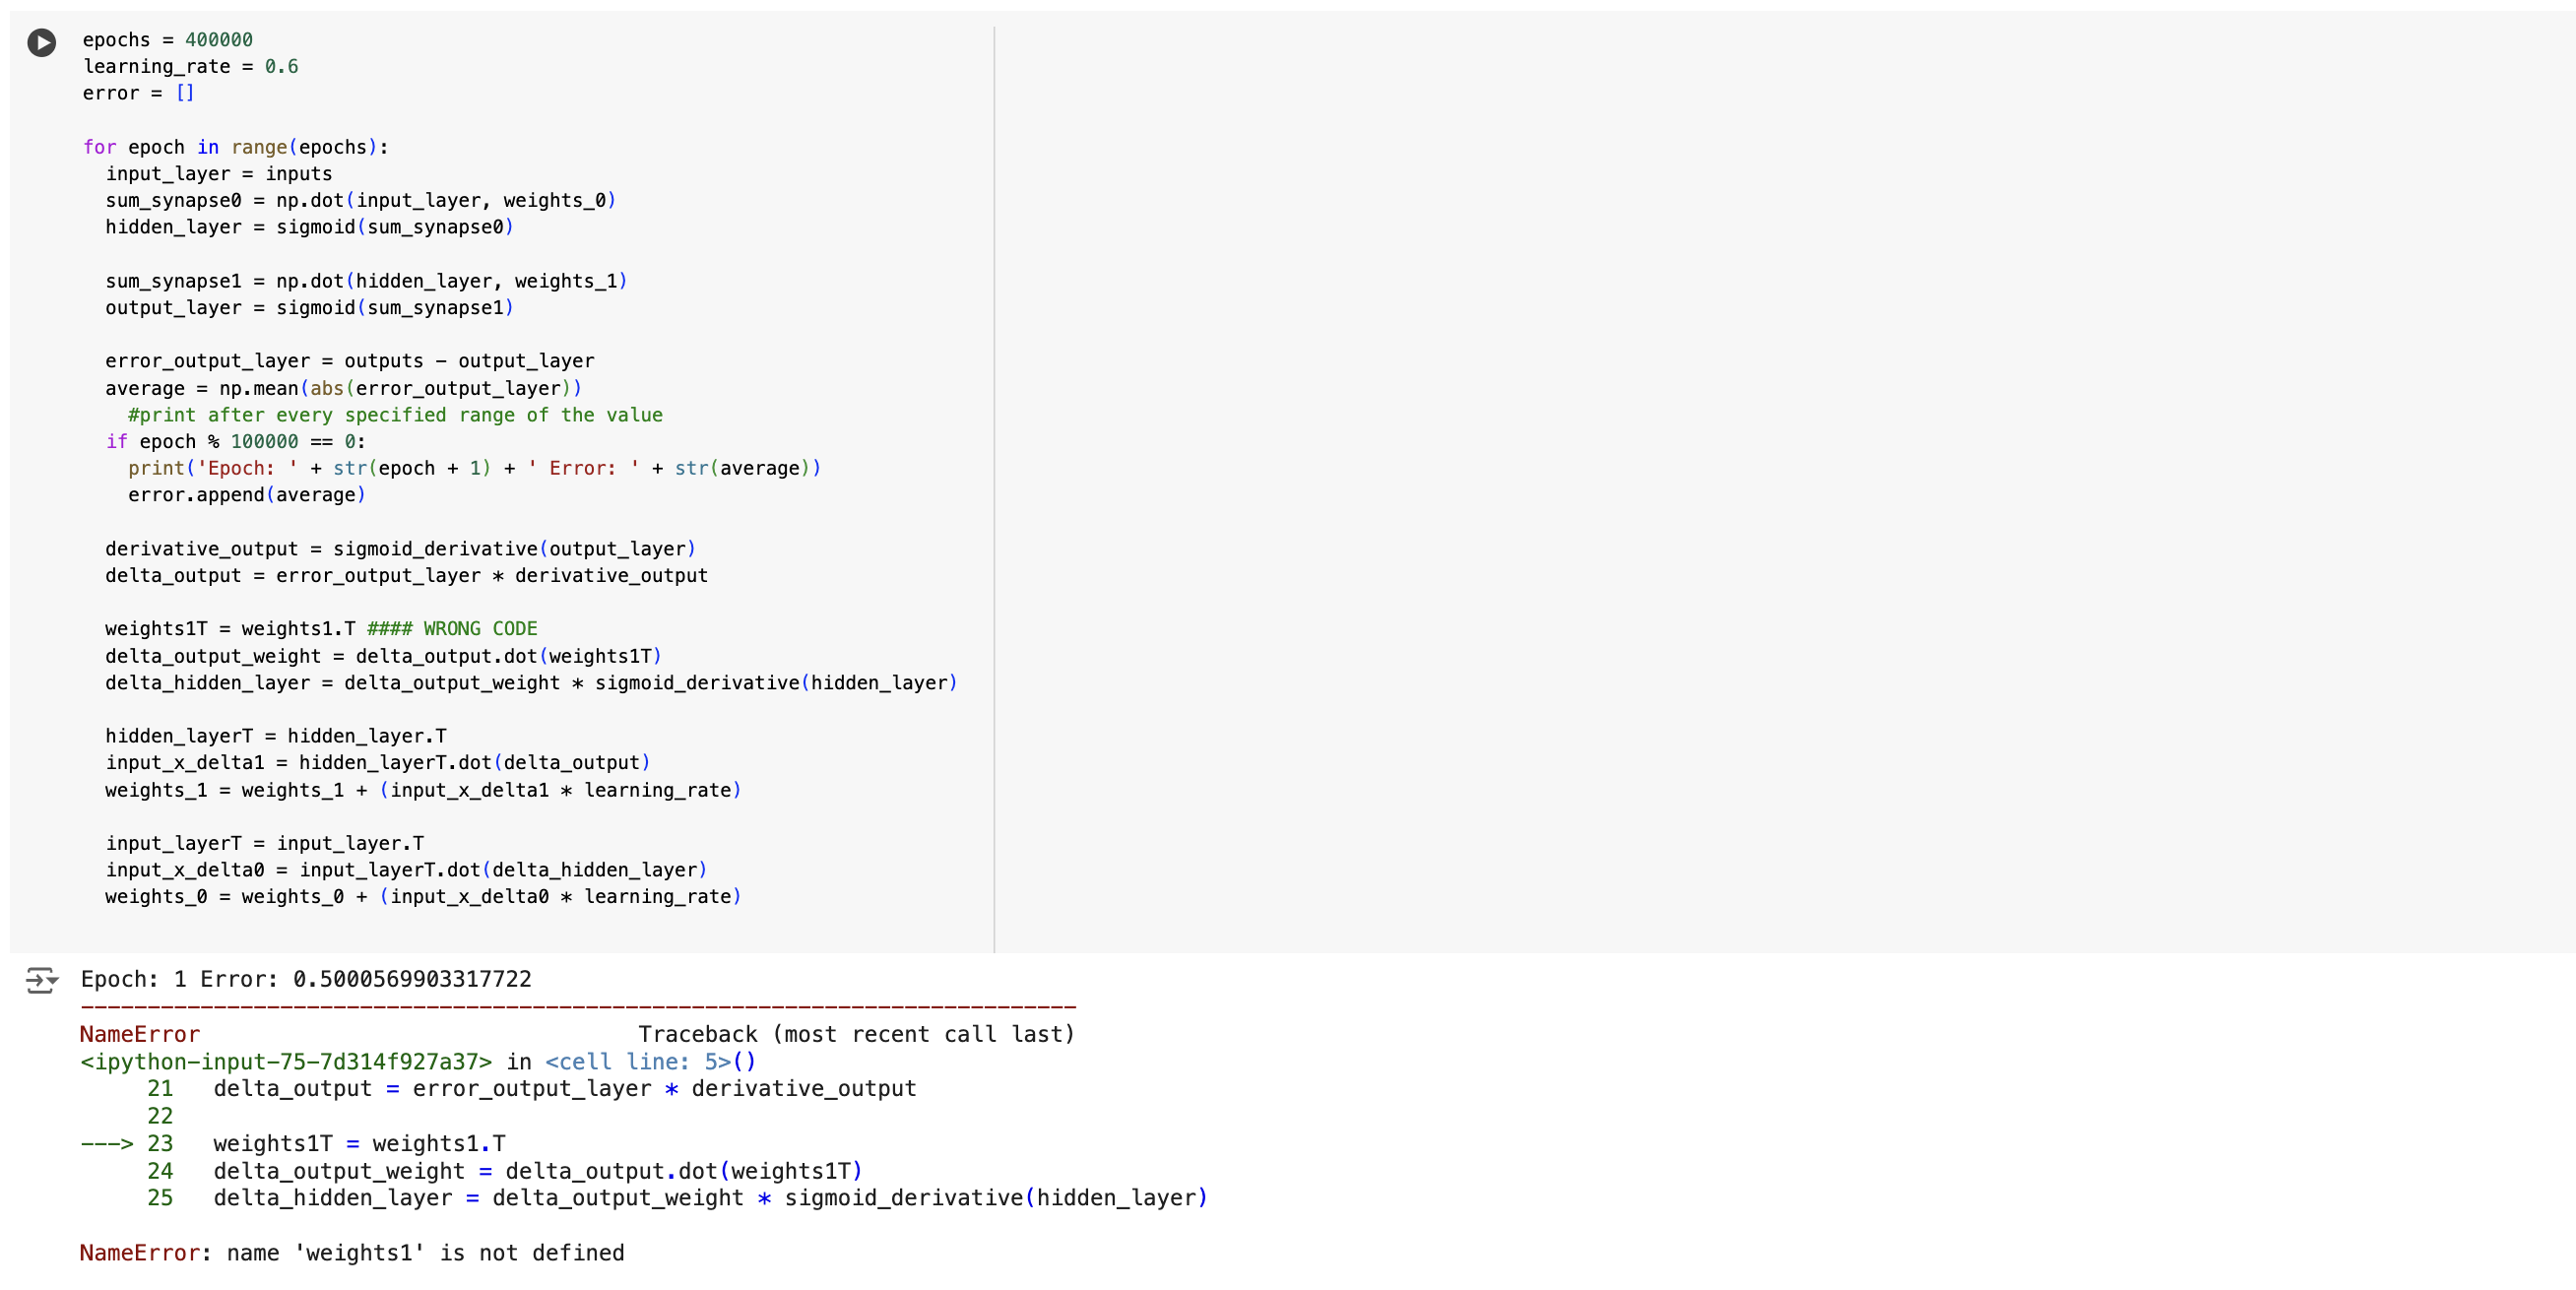 epochs = 400000
learning_rate = 0.6
error = []
for epoch in range(epochs):
input_layer = inputs
sum_synapse0 = np.dot(input_layer, weights_0)
hidden_layer = sigmoid(sum_synapse0)
sum_synapse1 = np.dot(hidden_layer, weights_1)
output_layer = sigmoid(sum_synapse1)
error_output_layer = outputs - output_layer
average = np.mean(abs(error_output_layer))
#print after every specified range of the value
if epoch % 100000 == 0:
print('Epoch: ' + str(epoch + 1) + ' Error: ' + str(average))
error.append(average)
derivative_output = sigmoid_derivative(output_layer)
delta_output = error_output_layer * derivative_output
weights1T = weights1.T #### WRONG CODE
delta_output_weight = delta_output.dot(weights1T)
delta_hidden_layer = delta_output_weight * sigmoid_derivative(hidden_layer)
hidden_layerT = hidden_layer.T
input_x_delta1 = hidden_layerT.dot(delta_output)
weights_1 = weights_1 + (input_x_delta1 * learning_rate)
input_layerT = input_layer.T
input_x_delta0 = input_layerT.dot(delta_hidden_layer)
weights_0 = weights_0 + (input_x_delta0 * learning_rate)
Epoch: 1 Error: 0.5000569903317722
---------------------------------------------------------------------------
NameError Traceback (most recent call last)
<ipython-input-75-7d314f927a37> in <cell line: 5>()
21 delta_output = error_output_layer * derivative_output
22
---> 23 weights1T = weights1.T
24 delta_output_weight = delta_output.dot(weights1T)
25 delta_hidden_layer = delta_output_weight * sigmoid_derivative(hidden_layer)
NameError: name 'weights1' is not defined